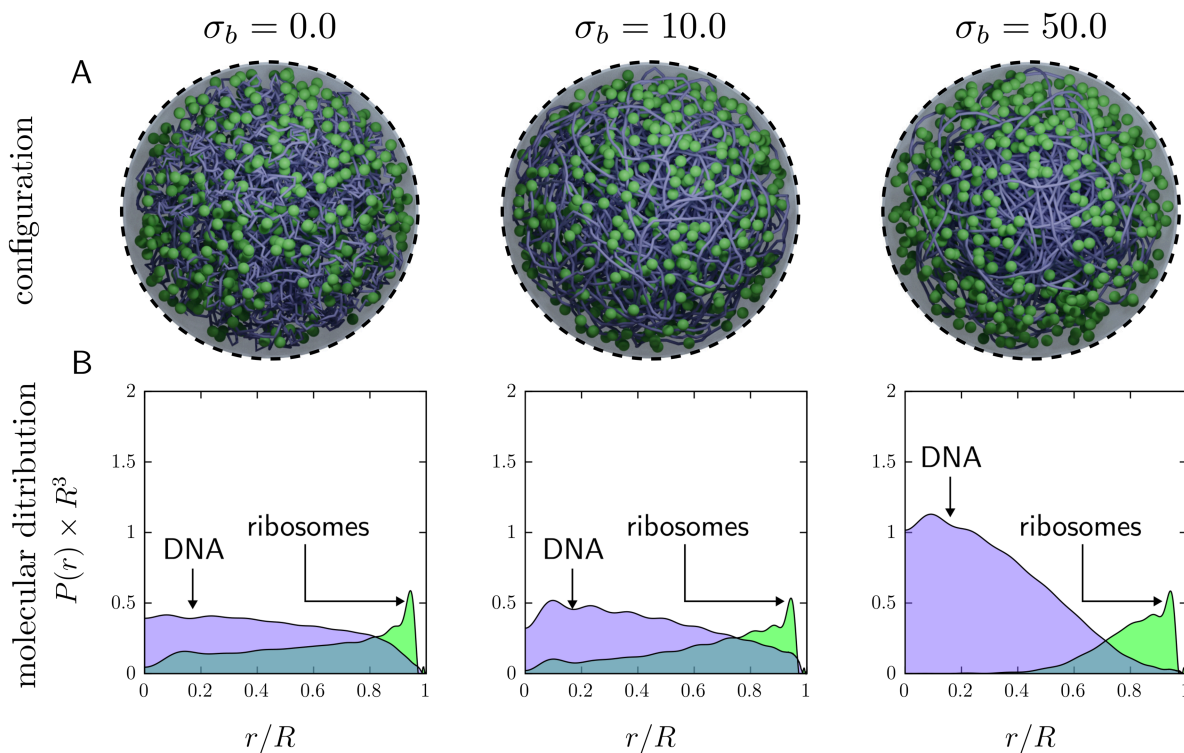 σ_b = 0.0
σ_b = 10.0
σ_b = 50.0
A
configuration
B
molecular ditribution
P(r) × R³
2
1.5
1
0.5
0
DNA
ribosomes
0
0.2
0.4
0.6
0.8
1
r/R
2
1.5
1
0.5
0
DNA
ribosomes
0
0.2
0.4
0.6
0.8
1
r/R
2
1.5
1
0.5
0
DNA
ribosomes
0
0.2
0.4
0.6
0.8
1
r/R